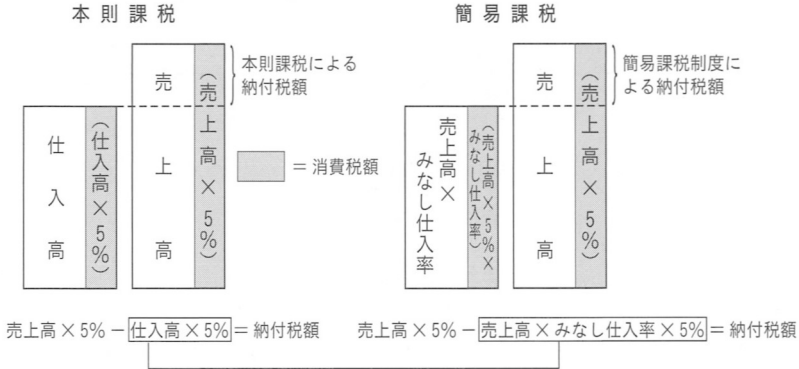 本則課税
売上高
(売上高×5%)
本則課税による
納付税額
仕入高
(仕入高×5%)
=消費税額
売上高×5%-仕入高×5%=納付税額
簡易課税
売上高
(売上高×5%)
簡易課税制度に
よる納付税額
売上高×
みなし仕入率
(売上高×5%×
みなし仕入率)
売上高×5%-売上高×みなし仕入率×5%=納付税額